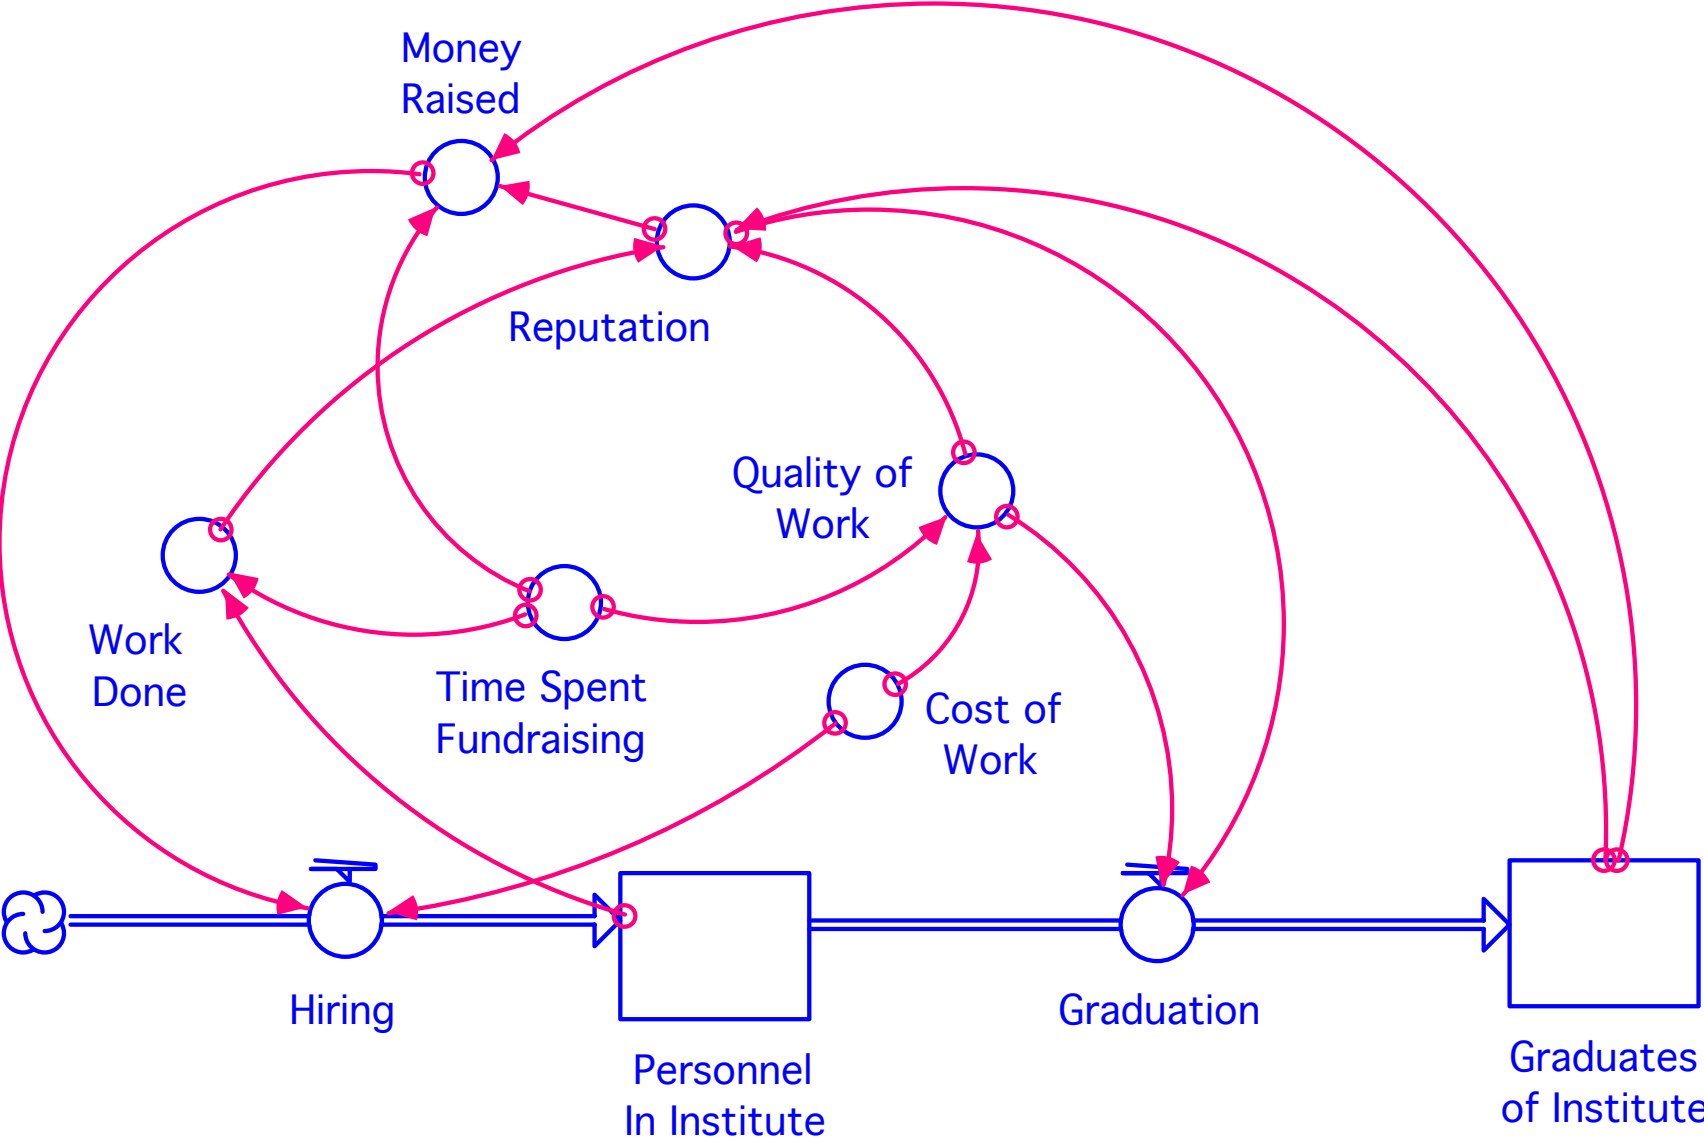 Money
Raised
Reputation
Quality of
Work
Work
Done
Time Spent
Fundraising
Cost of
Work
Hiring
Graduation
Personnel
In Institute
Graduates
of Institute